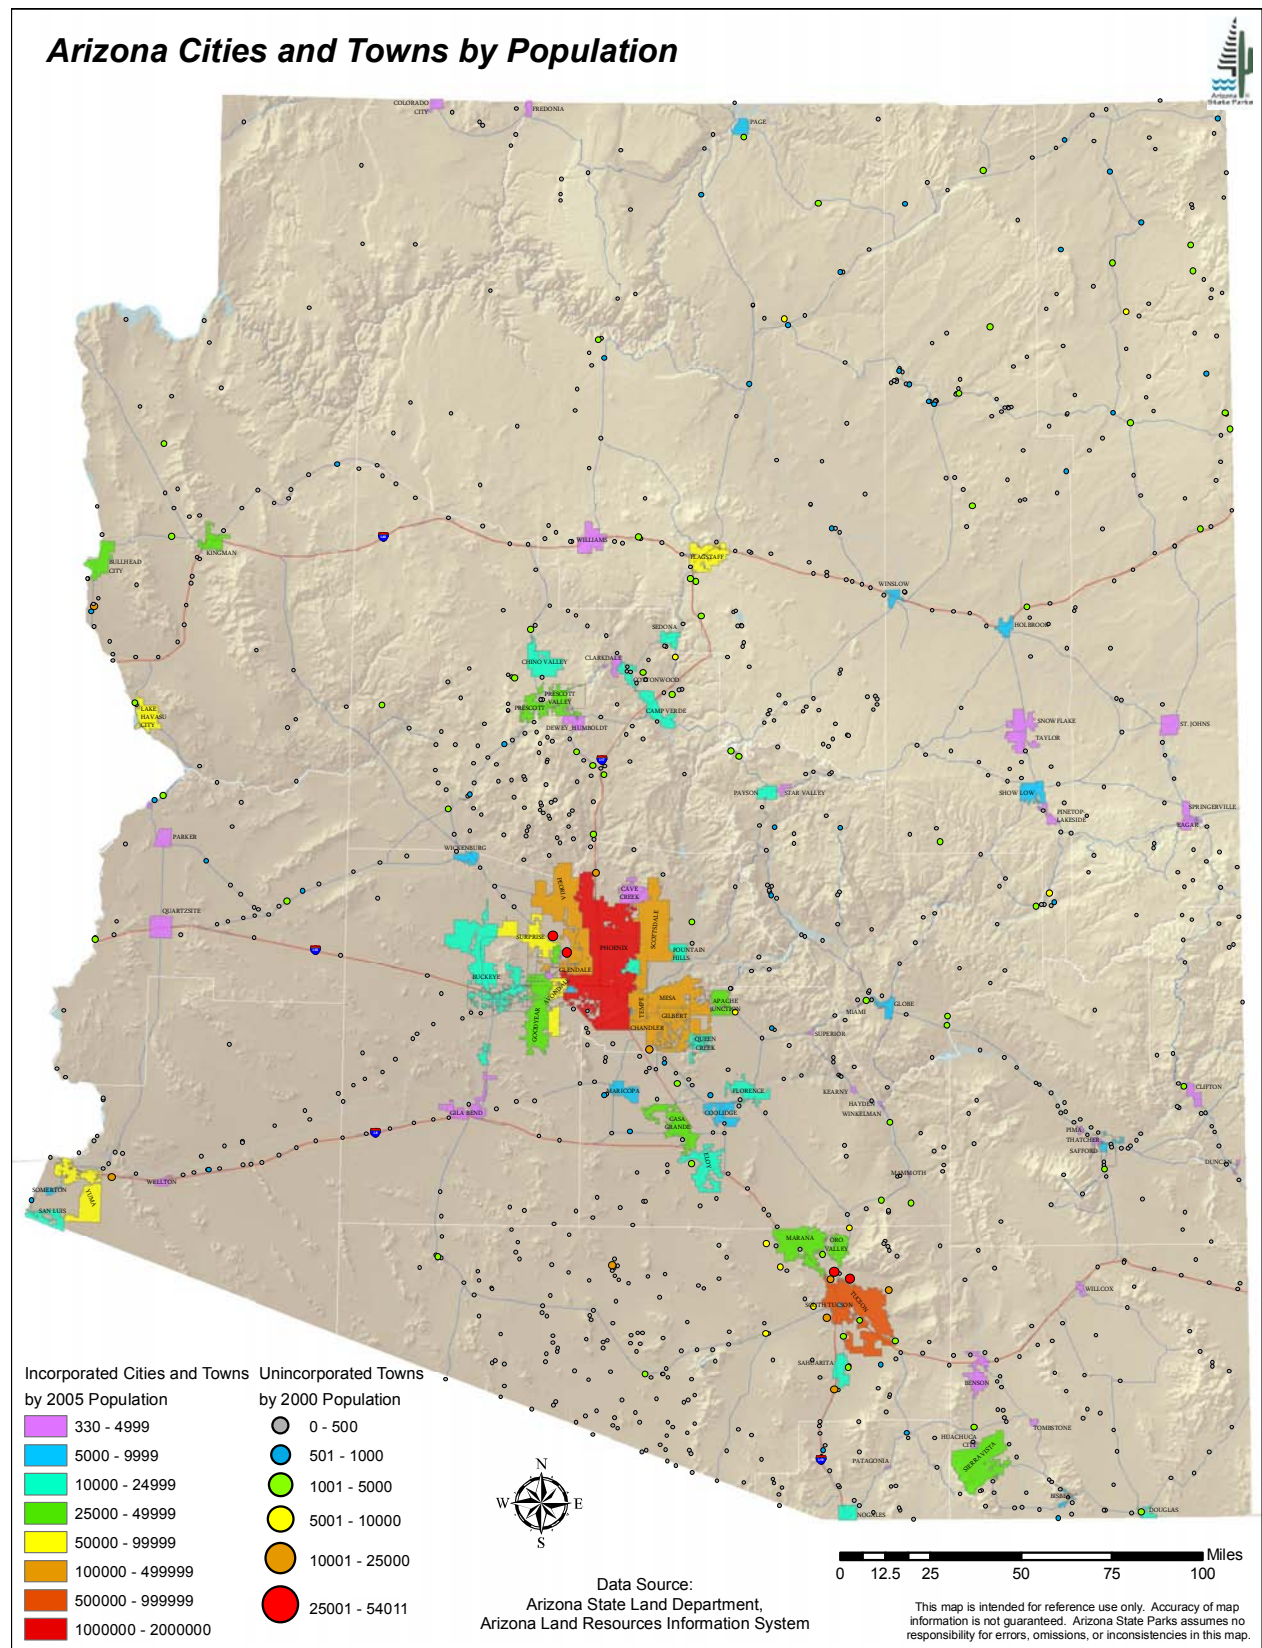 Arizona Cities and Towns by Population
Arizona
State Parks
COLORADO
CITY
FREDONIA
PAGE
KINGMAN
BULLHEAD
CITY
WILLIAMS
FLAGSTAFF
WINSLOW
HOLBROOK
SEDONA
CLARKDALE
COTTONWOOD
CHINO VALLEY
PRESCOTT
VALLEY
PRESCOTT
DEWEY_HUMBOLDT
CAMP VERDE
LAKE
HAVASU
CITY
SNOWFLAKE
TAYLOR
ST. JOHNS
PAYSON
STAR VALLEY
SHOW LOW
PINETOP
LAKESIDE
SPRINGERVILLE
EAGAR
PARKER
WICKENBURG
QUARTZSITE
PEORIA
CAVE
CREEK
SCOTTSDALE
SURPRISE
PHOENIX
FOUNTAIN
HILLS
BUCKEYE
GLENDALE
AVONDALE
GOODYEAR
TEMPE
MESA
GILBERT
CHANDLER
APACHE
JUNCTION
QUEEN
CREEK
MIAMI
GLOBE
SUPERIOR
KEARNY
HAYDEN
WINKELMAN
CLIFTON
MARICOPA
FLORENCE
COOLIDGE
CASA
GRANDE
GILA BEND
ELOY
PIMA
THATCHER
SAFFORD
DUNCAN
MAMMOTH
WELLTON
SOMERTON
YUMA
SAN LUIS
MARANA
ORO
VALLEY
SOUTH TUCSON
TUCSON
WILLCOX
SAHUARITA
BENSON
TOMBSTONE
HUACHUCA
CITY
SIERRA VISTA
PATAGONIA
BISBEE
NOGALES
DOUGLAS
Incorporated Cities and Towns
by 2005 Population
330 - 4999
5000 - 9999
10000 - 24999
25000 - 49999
50000 - 99999
100000 - 499999
500000 - 999999
1000000 - 2000000
Unincorporated Towns
by 2000 Population
0 - 500
501 - 1000
1001 - 5000
5001 - 10000
10001 - 25000
25001 - 54011
N
W E
S
Data Source:
Arizona State Land Department,
Arizona Land Resources Information System
Miles
0 12.5 25 50 75 100
This map is intended for reference use only. Accuracy of map
information is not guaranteed. Arizona State Parks assumes no
responsibility for errors, omissions, or inconsistencies in this map.